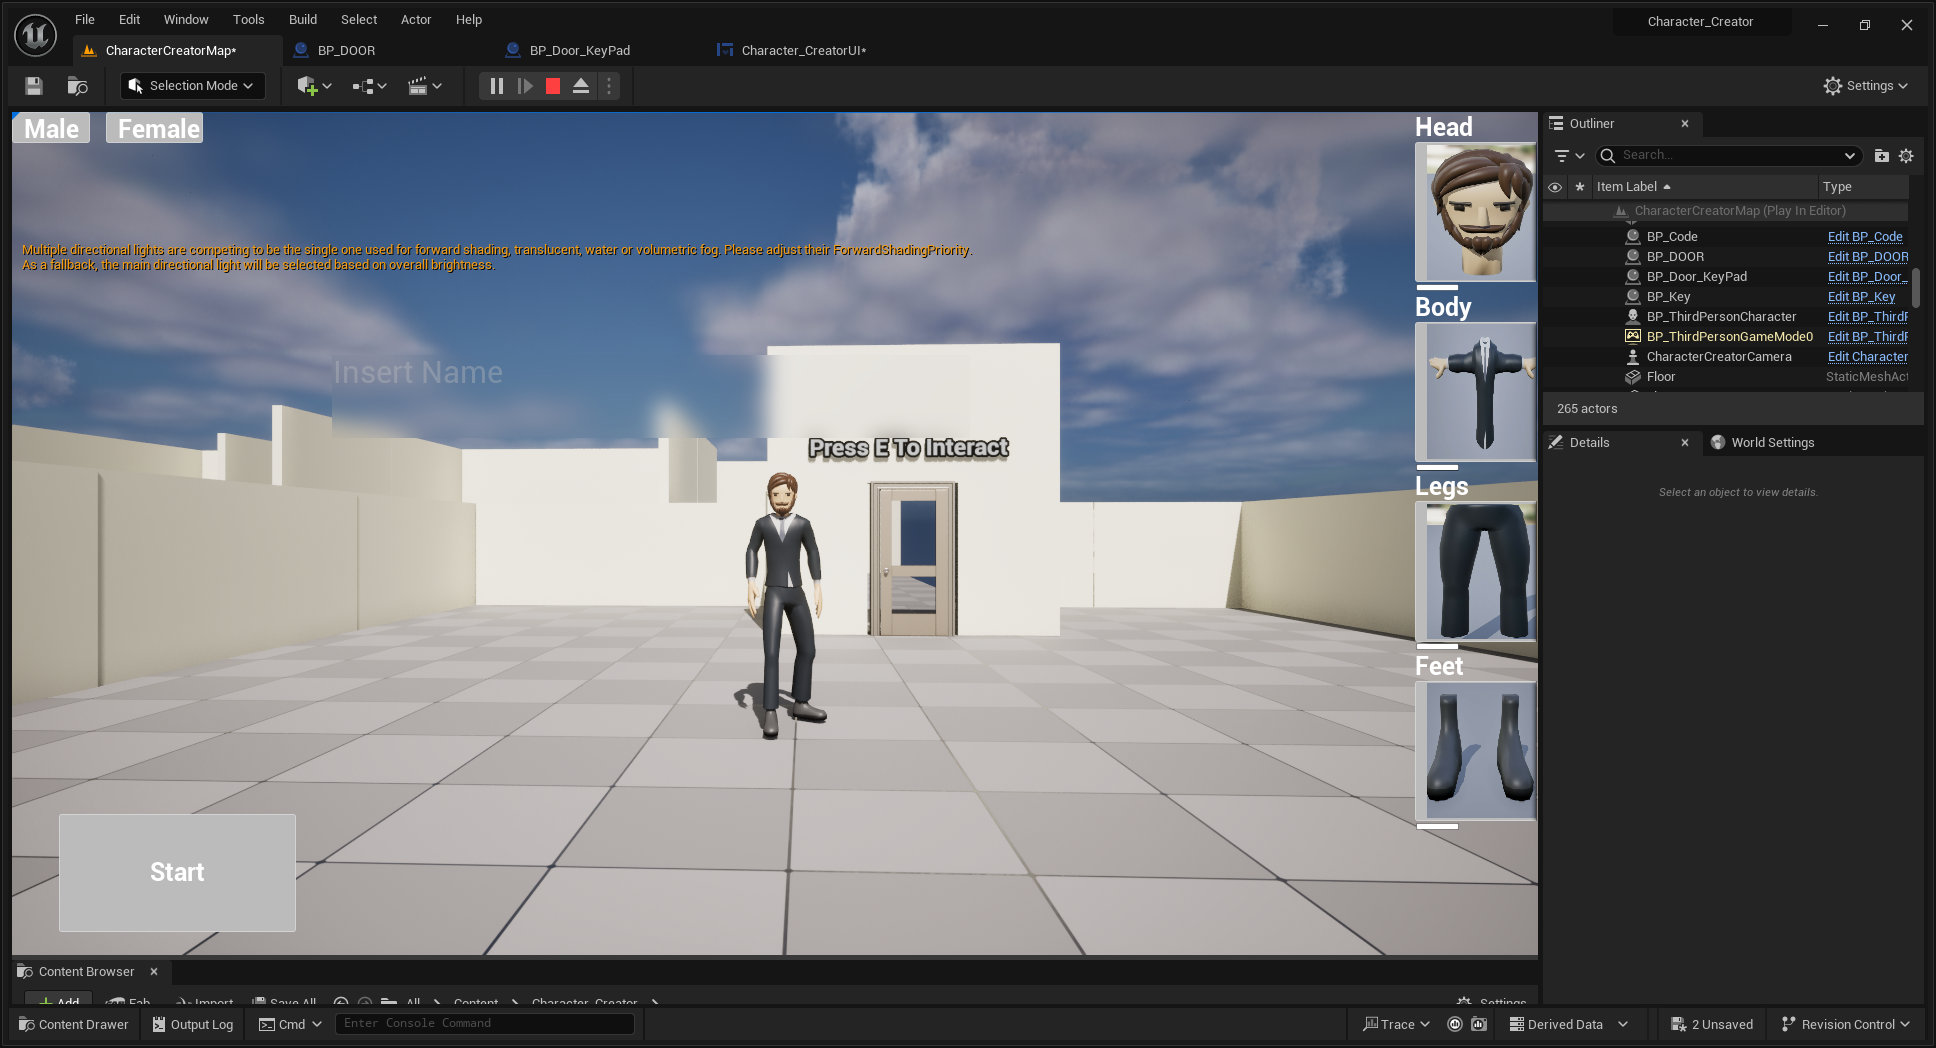 File Edit Window Tools Build Select Actor Help
Character_Creator
CharacterCreatorMap*
BP_DOOR
BP_Door_KeyPad
Character_CreatorUI*
Selection Mode
Settings
Male
Female
Multiple directional lights are competing to be the single one used for forward shading, translucent, water or volumetric fog. Please adjust their ForwardShadingPriority.
As a fallback, the main directional light will be selected based on overall brightness.
Insert Name
Press E To Interact
Start
Head
Body
Legs
Feet
Outliner
Search...
Item Label Type
CharacterCreatorMap (Play In Editor)
BP_Code Edit BP_Code
BP_DOOR Edit BP_DOOR
BP_Door_KeyPad Edit BP_Door_
BP_Key Edit BP_Key
BP_ThirdPersonCharacter Edit BP_Third
BP_ThirdPersonGameMode0 Edit BP_Third
CharacterCreatorCamera Edit Character
Floor StaticMeshAct
265 actors
Details
World Settings
Select an object to view details.
Content Browser
Add Fab Import Save All All Content Character_Creator Settings
Content Drawer Output Log Cmd Enter Console Command Trace Derived Data 2 Unsaved Revision Control